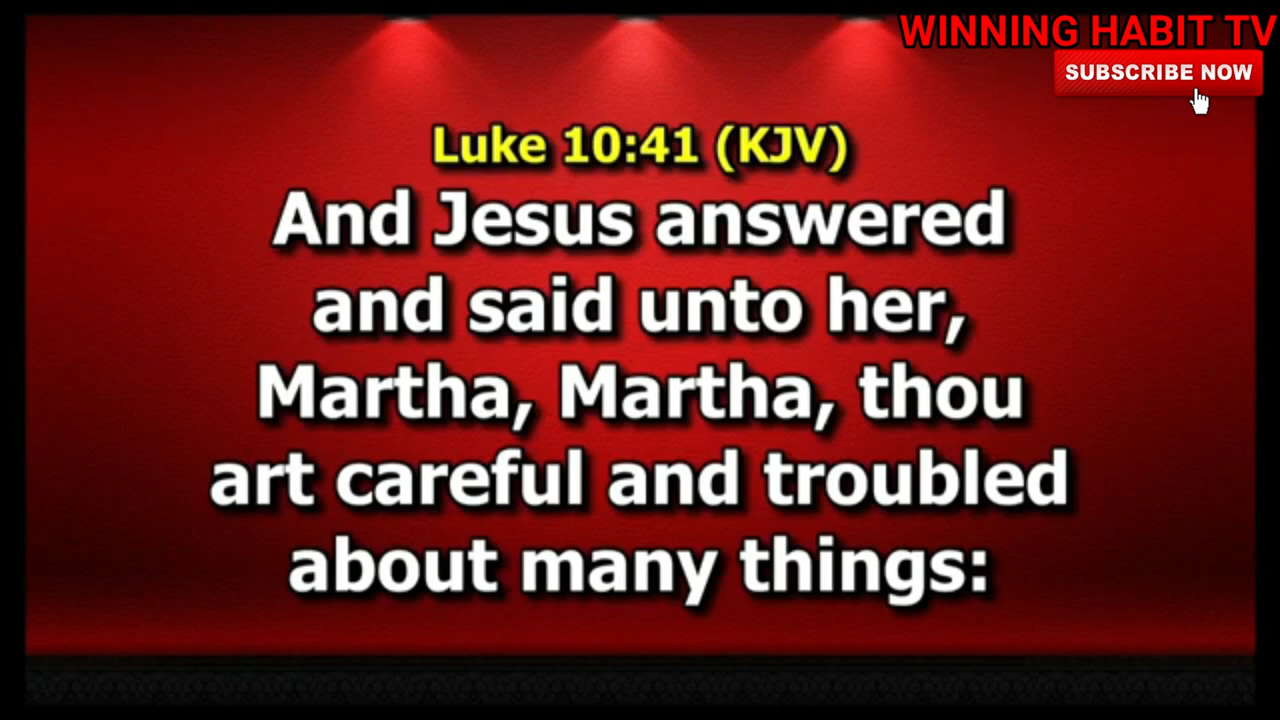 WINNING HABIT TV
SUBSCRIBE NOW
Luke 10:41 (KJV)
And Jesus answered
and said unto her,
Martha, Martha, thou
art careful and troubled
about many things: